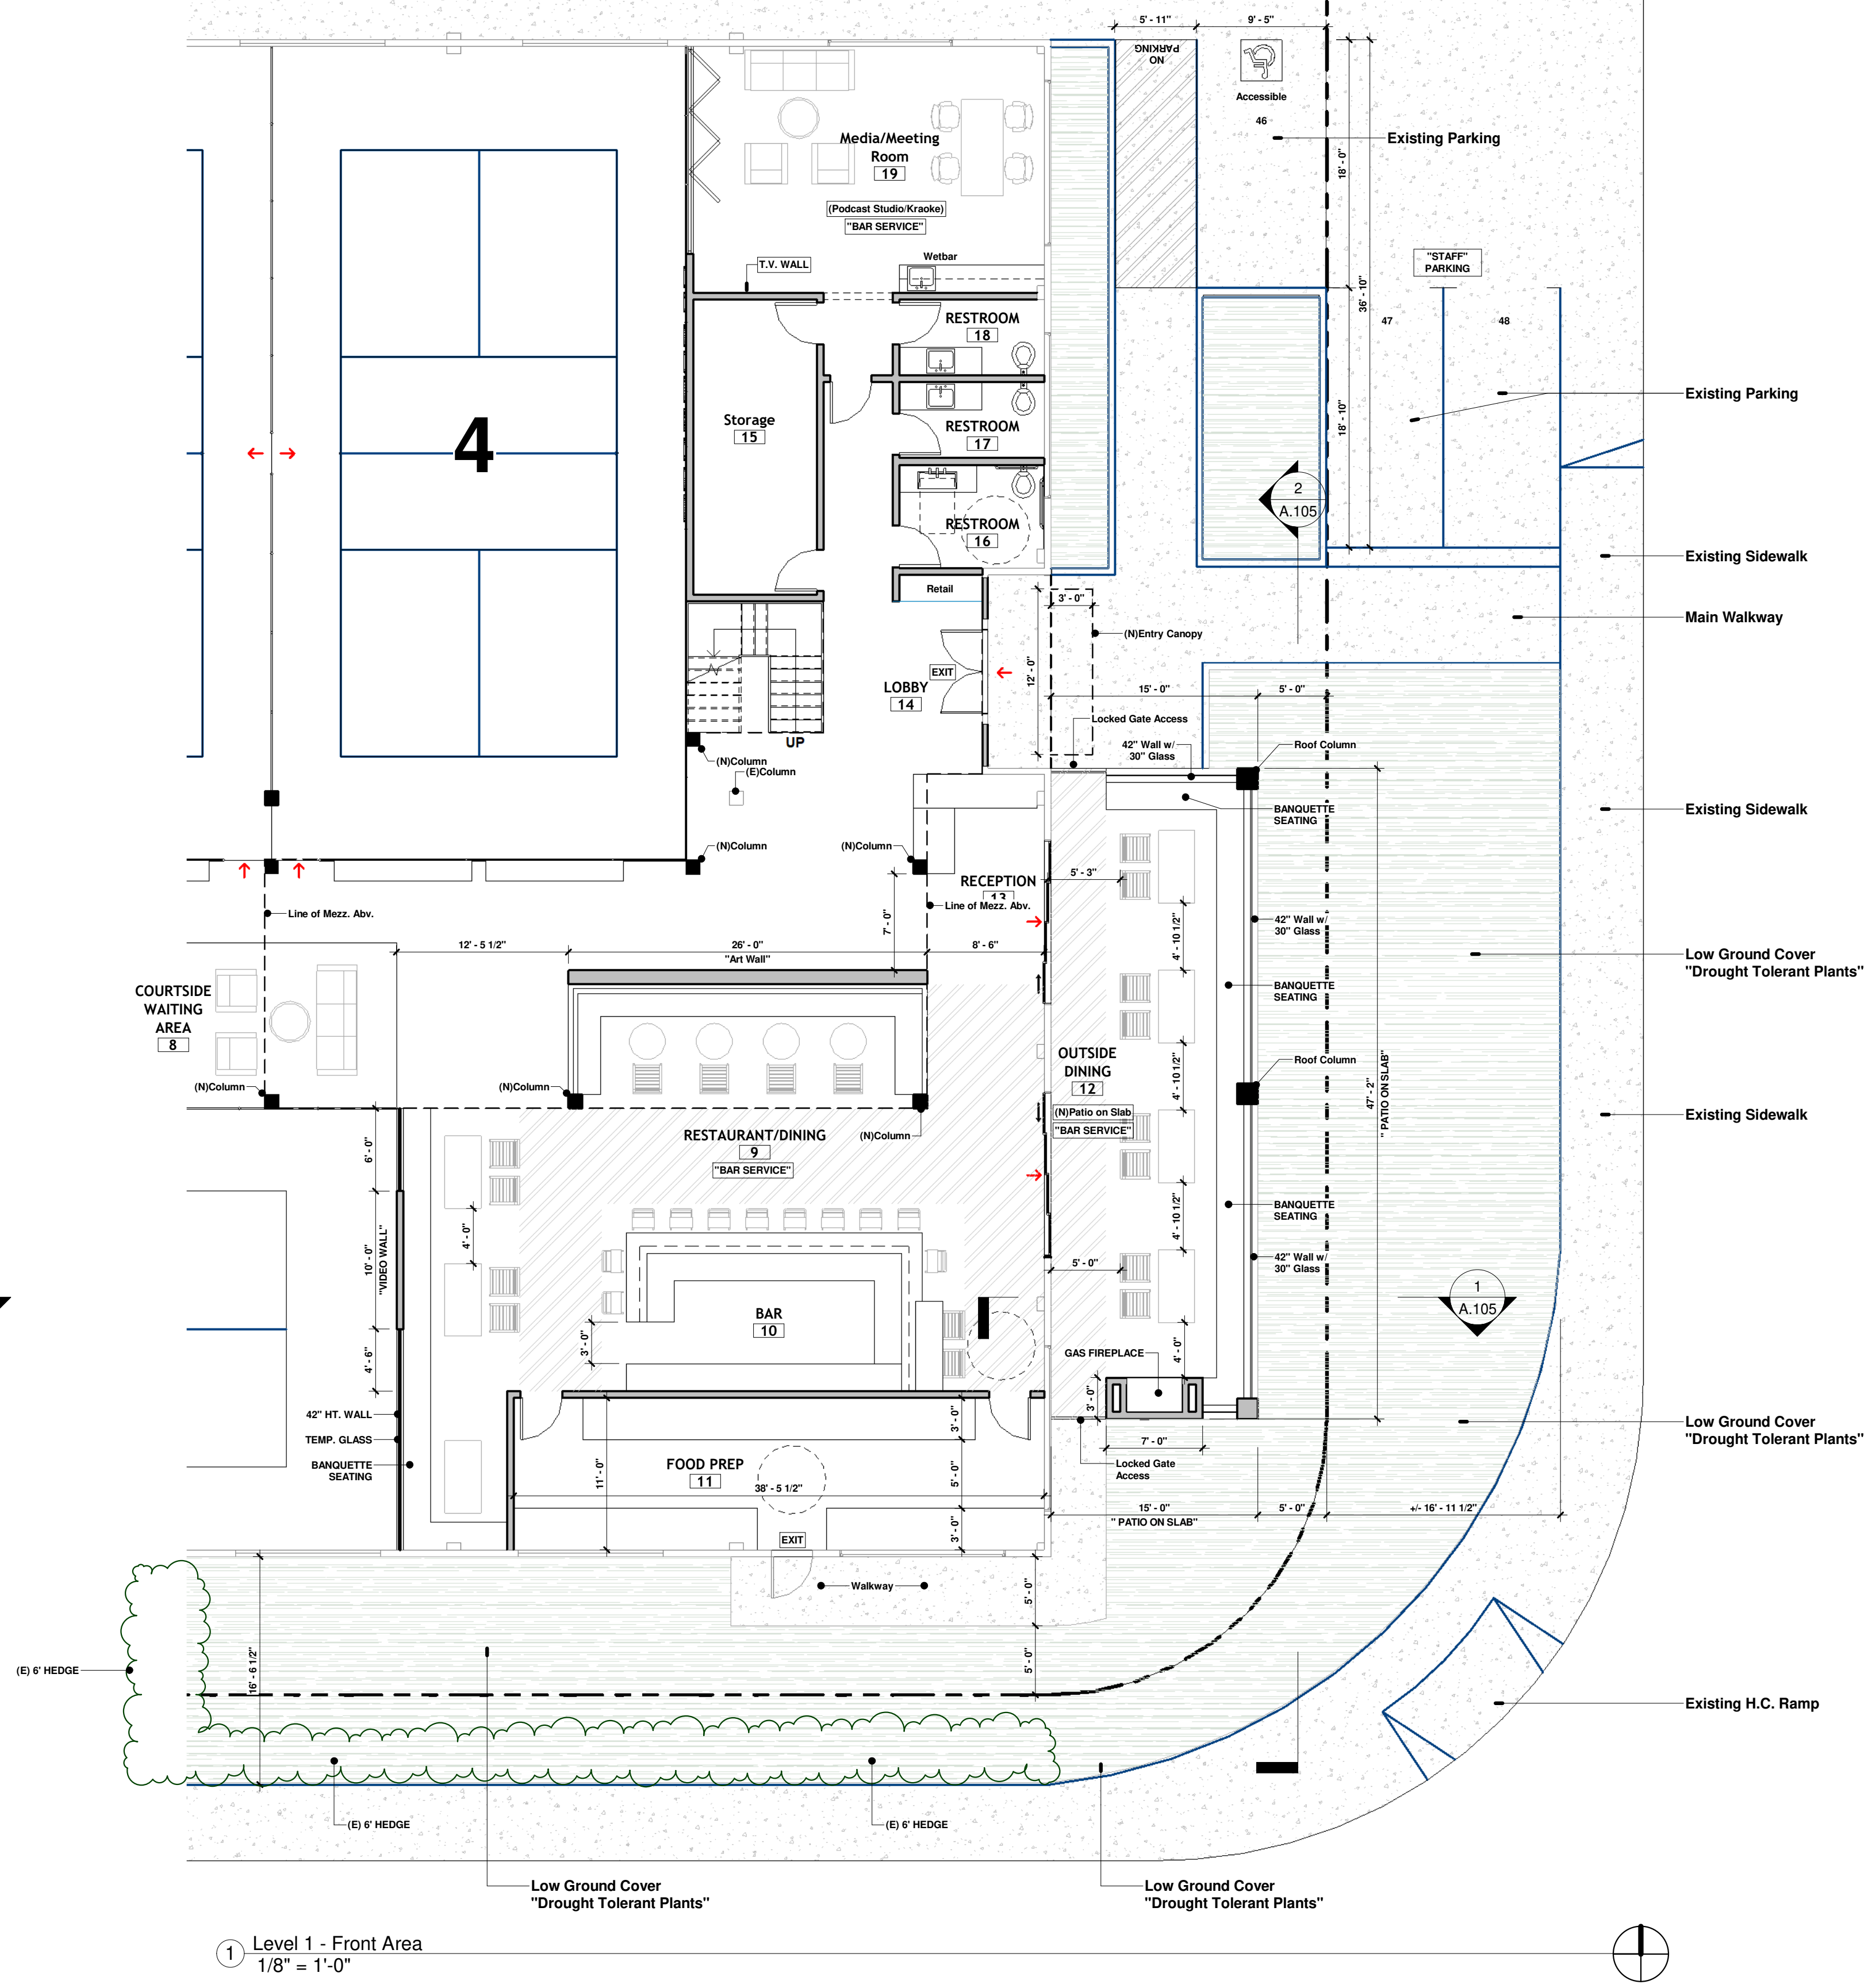 5' - 11"
9' - 5"
NO
PARKING
Accessible
46
Existing Parking
18' - 0"
36' - 10"
Media/Meeting
Room
19
(Podcast Studio/Kraoke)
"BAR SERVICE"
T.V. WALL
Wetbar
"STAFF"
PARKING
47
48
RESTROOM
18
Existing Parking
18' - 10"
Storage
15
RESTROOM
17
4
2
A.105
RESTROOM
16
Existing Sidewalk
Retail
3' - 0"
Main Walkway
(N)Entry Canopy
12' - 0"
EXIT
LOBBY
14
15' - 0"
5' - 0"
Locked Gate Access
UP
42" Wall w/
30" Glass
Roof Column
(N)Column
(E)Column
BANQUETTE
SEATING
Existing Sidewalk
(N)Column
(N)Column
5' - 3"
RECEPTION
13
Line of Mezz. Abv.
Line of Mezz. Abv.
7' - 0"
4' - 10 1/2"
42" Wall w/
30" Glass
12' - 5 1/2"
26' - 0"
8' - 6"
"Art Wall"
Low Ground Cover
"Drought Tolerant Plants"
COURTSIDE
WAITING
AREA
8
BANQUETTE
SEATING
OUTSIDE
DINING
12
4' - 10 1/2"
Roof Column
(N)Column
(N)Column
47' - 2"
" PATIO ON SLAB"
(N)Patio on Slab
"BAR SERVICE"
Existing Sidewalk
RESTAURANT/DINING
9
"BAR SERVICE"
(N)Column
6' - 0"
4' - 10 1/2"
BANQUETTE
SEATING
4' - 0"
10' - 0"
"VIDEO WALL"
5' - 0"
42" Wall w/
30" Glass
1
A.105
BAR
10
3' - 0"
4' - 6"
GAS FIREPLACE
4' - 0"
3' - 0"
42" HT. WALL
TEMP. GLASS
BANQUETTE
SEATING
3' - 0"
Low Ground Cover
"Drought Tolerant Plants"
7' - 0"
FOOD PREP
11
11' - 0"
5' - 0"
Locked Gate
Access
38' - 5 1/2"
15' - 0"
5' - 0"
+/- 16' - 11 1/2"
" PATIO ON SLAB"
EXIT
3' - 0"
Walkway
5' - 0"
(E) 6' HEDGE
16' - 6 1/2"
5' - 0"
Existing H.C. Ramp
(E) 6' HEDGE
(E) 6' HEDGE
Low Ground Cover
"Drought Tolerant Plants"
Low Ground Cover
"Drought Tolerant Plants"
1
Level 1 - Front Area
1/8" = 1'-0"